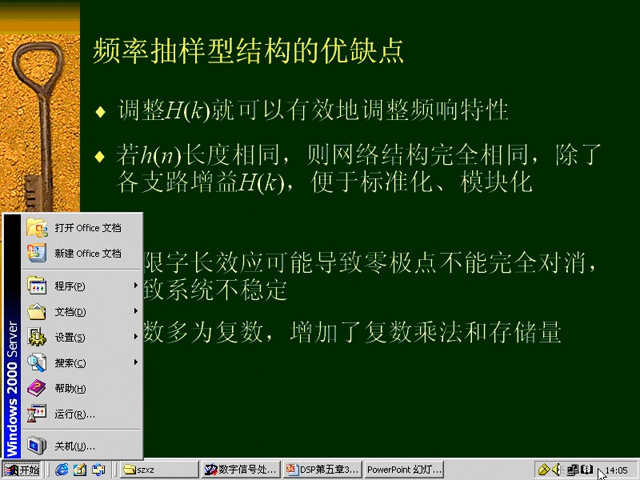 频率抽样型结构的优缺点
调整H(k)就可以有效地调整频响特性
若h(n)长度相同，则网络结构完全相同，除了
各支路增益H(k)，便于标准化、模块化
限字长效应可能导致零极点不能完全对消，
致系统不稳定
数多为复数，增加了复数乘法和存储量
打开 Office 文档
新建 Office 文档
程序(P)
文档(D)
设置(S)
搜索(C)
帮助(H)
运行(R)...
关机(U)...
Windows 2000 Server
开始
szxz
数字信号处...
DSP第五章3...
PowerPoint 幻灯...
14:05